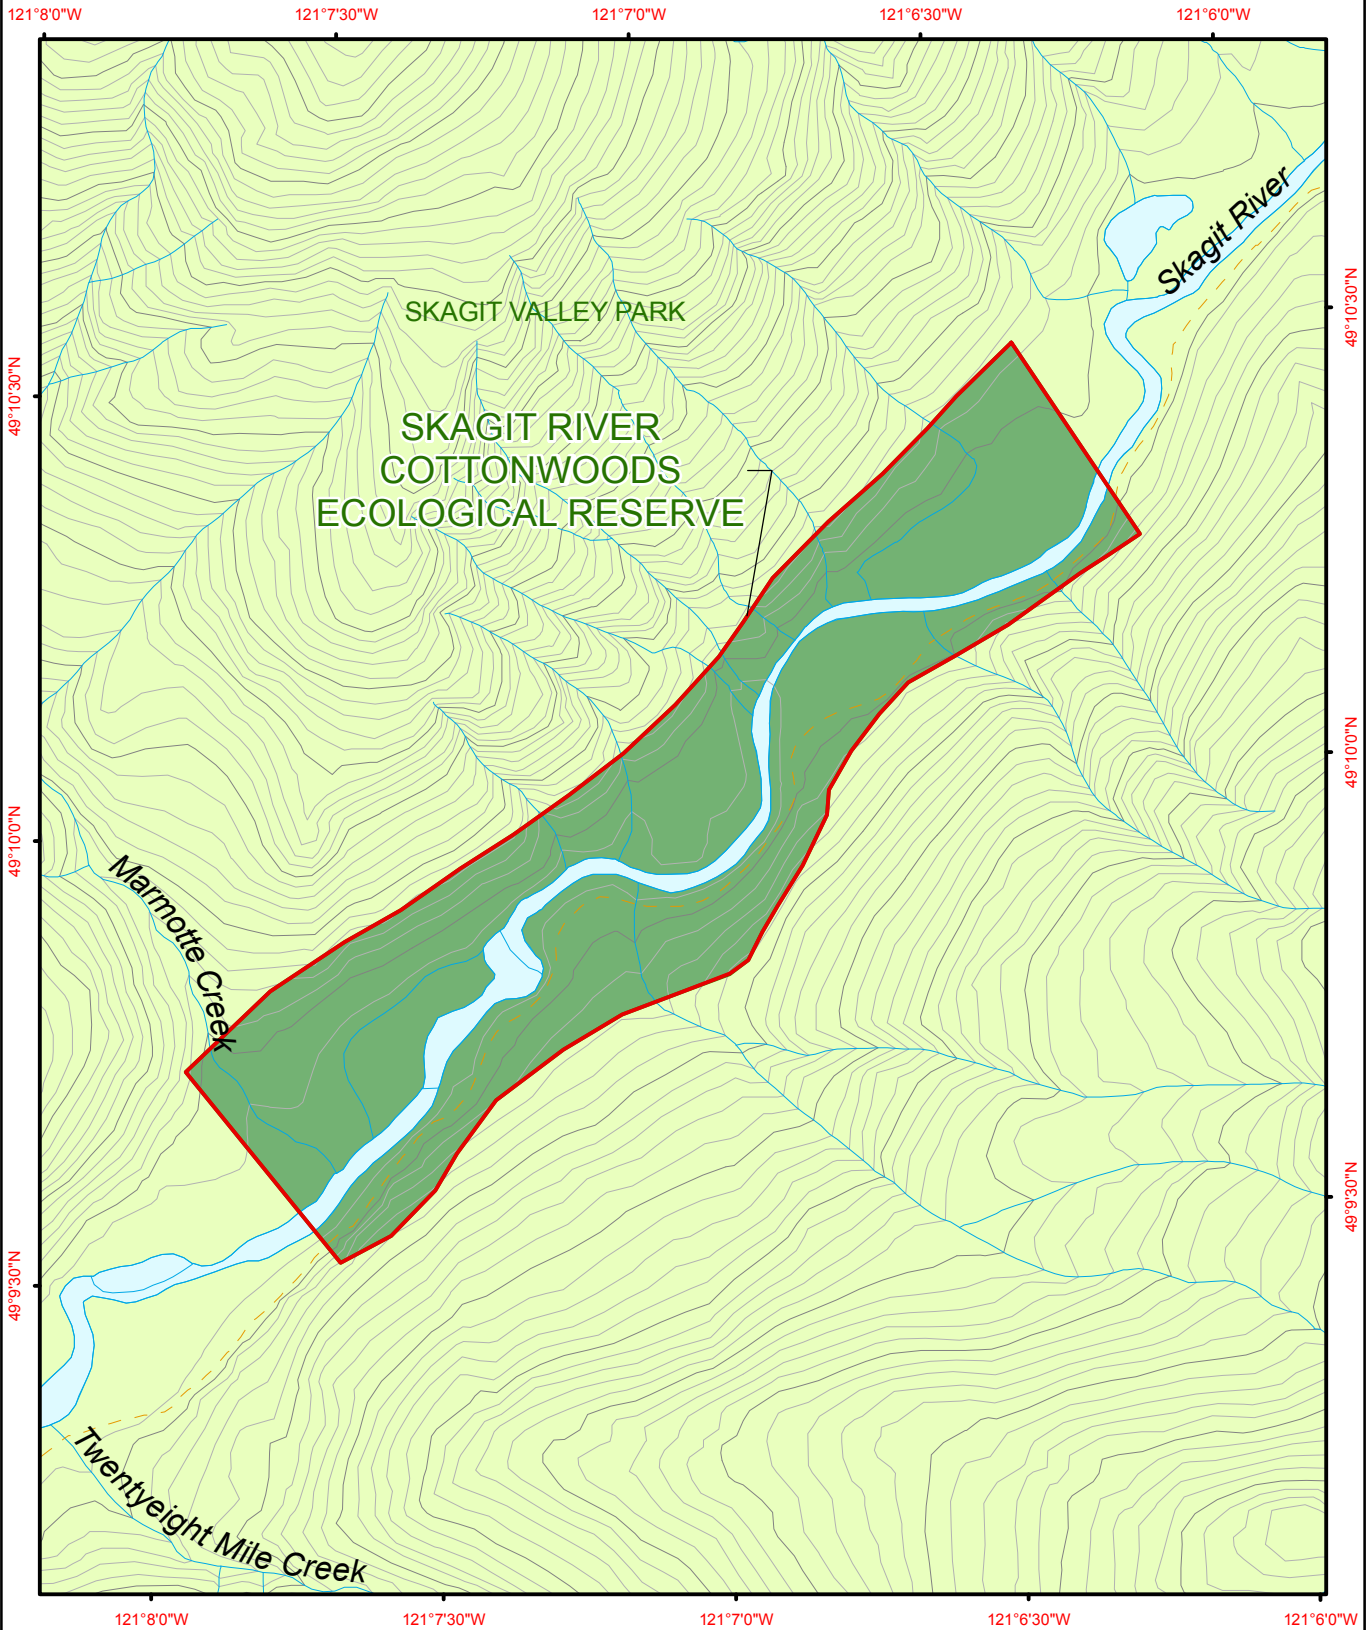 121°8'0"W
121°7'30"W
121°7'0"W
121°6'30"W
121°6'0"W
Skagit River
49°10'30"N
SKAGIT VALLEY PARK
49°10'30"N
SKAGIT RIVER
COTTONWOODS
ECOLOGICAL RESERVE
49°10'0"N
49°10'0"N
Marmotte Creek
49°9'30"N
49°9'30"N
Twentyeight Mile Creek
121°8'0"W
121°7'30"W
121°7'0"W
121°6'30"W
121°6'0"W